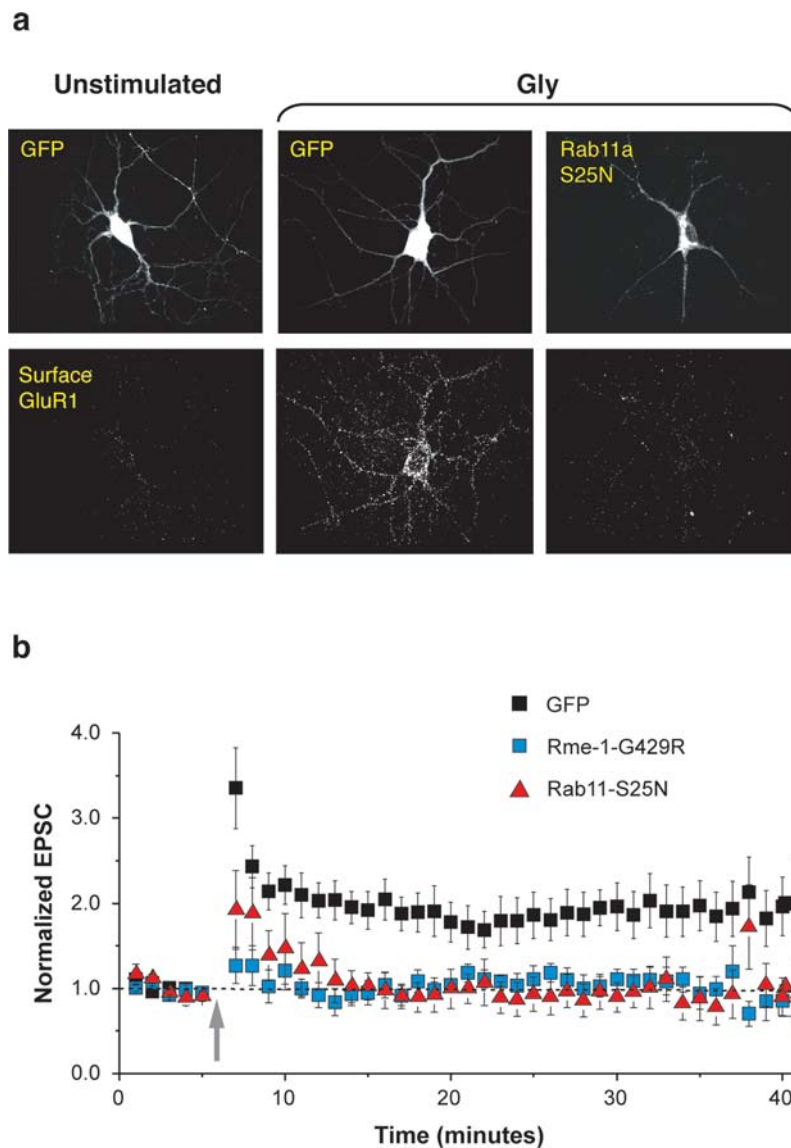 a
Unstimulated
Gly
GFP
GFP
Rab11a
S25N
Surface
GluR1
b
GFP
Rme-1-G429R
Rab11-S25N
Normalized EPSC
4.0
3.0
2.0
1.0
0.0
0
10
20
30
40
Time (minutes)